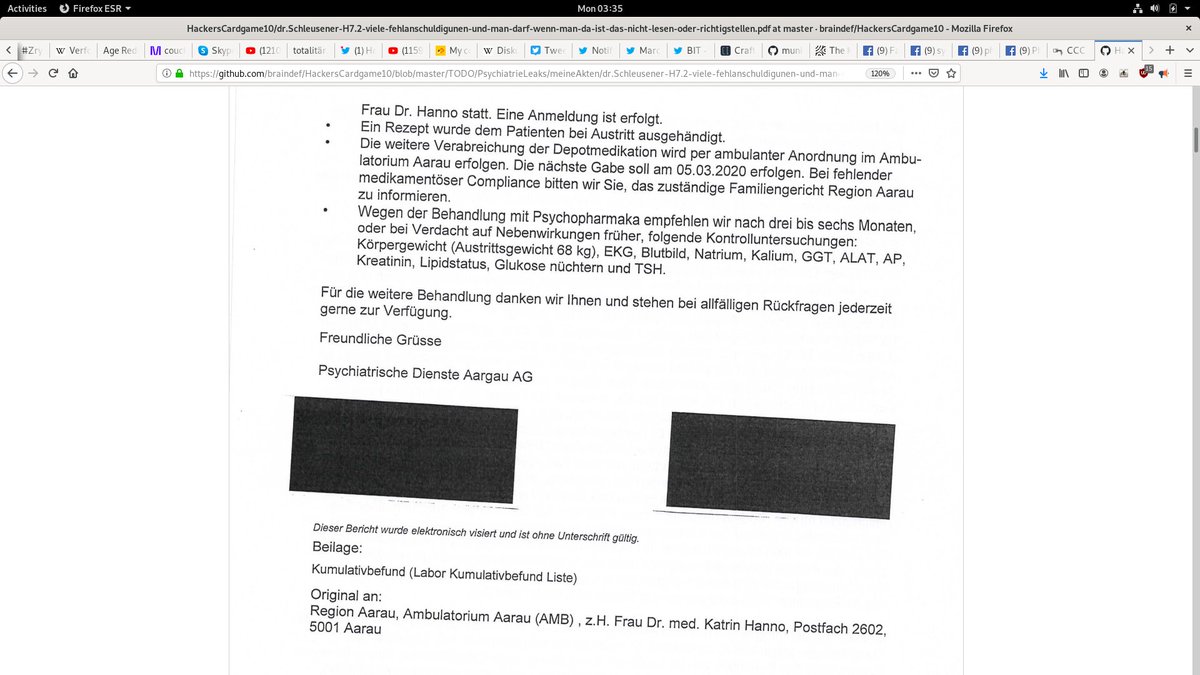 Activities
Firefox ESR
Mon 03:35
HackersCardgame10/dr.Schleusener-H7.2-viele-fehlanschuldigunen-und-man-darf-wenn-man-da-ist-das-nicht-lesen-oder-richtigstellen.pdf at master · braindef/HackersCardgame10 - Mozilla Firefox
#Zry
Verfo
Age Red
couc
Skyp
(121(
totalitär
(1) H
(115
My co
Disko
Twee
Notif
Marc
BIT -
Craft
muni
The H
(9) F
(9) sy
(9) pl
(9) Pl
CCC
H
https://github.com/braindef/HackersCardgame10/blob/master/TODO/PsychiatrieLeaks/meineAkten/dr.Schleusener-H7.2-viele-fehlanschuldigunen-und-man-
120%
Frau Dr. Hanno statt. Eine Anmeldung ist erfolgt.
• Ein Rezept wurde dem Patienten bei Austritt ausgehändigt.
• Die weitere Verabreichung der Depotmedikation wird per ambulanter Anordnung im Ambu-
latorium Aarau erfolgen. Die nächste Gabe soll am 05.03.2020 erfolgen. Bei fehlender
medikamentöser Compliance bitten wir Sie, das zuständige Familiengericht Region Aarau
zu informieren.
• Wegen der Behandlung mit Psychopharmaka empfehlen wir nach drei bis sechs Monaten,
oder bei Verdacht auf Nebenwirkungen früher, folgende Kontrolluntersuchungen:
Körpergewicht (Austrittsgewicht 68 kg), EKG, Blutbild, Natrium, Kalium, GGT, ALAT, AP,
Kreatinin, Lipidstatus, Glukose nüchtern und TSH.
Für die weitere Behandlung danken wir Ihnen und stehen bei allfälligen Rückfragen jederzeit
gerne zur Verfügung.
Freundliche Grüsse
Psychiatrische Dienste Aargau AG
Dieser Bericht wurde elektronisch visiert und ist ohne Unterschrift gültig.
Beilage:
Kumulativbefund (Labor Kumulativbefund Liste)
Original an:
Region Aarau, Ambulatorium Aarau (AMB) , z.H. Frau Dr. med. Katrin Hanno, Postfach 2602,
5001 Aarau